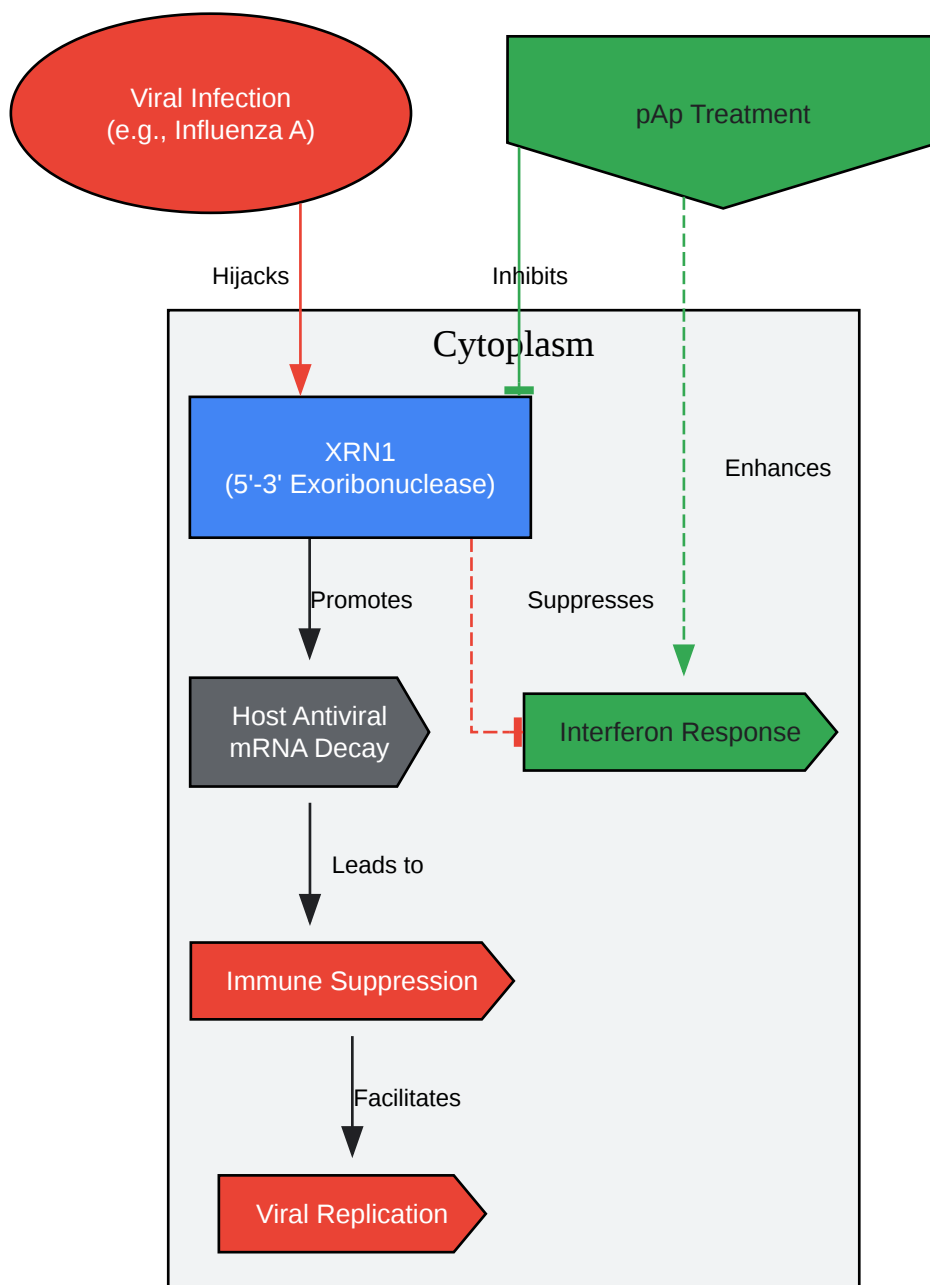 Viral Infection
(e.g., Influenza A)
pAp Treatment
Hijacks
Inhibits
Cytoplasm
XRN1
(5'-3' Exoribonuclease)
Enhances
Promotes
Suppresses
Host Antiviral
mRNA Decay
Interferon Response
Leads to
Immune Suppression
Facilitates
Viral Replication